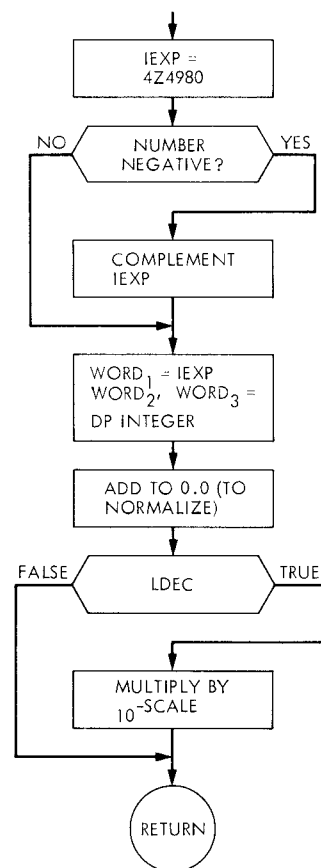 IEXP =
4Z4980
NO
NUMBER
NEGATIVE?
YES
COMPLEMENT
IEXP
WORD₁ = IEXP
WORD₂, WORD₃ =
DP INTEGER
ADD TO 0.0 (TO
NORMALIZE)
FALSE
LDEC
TRUE
MULTIPLY BY
10-SCALE
RETURN